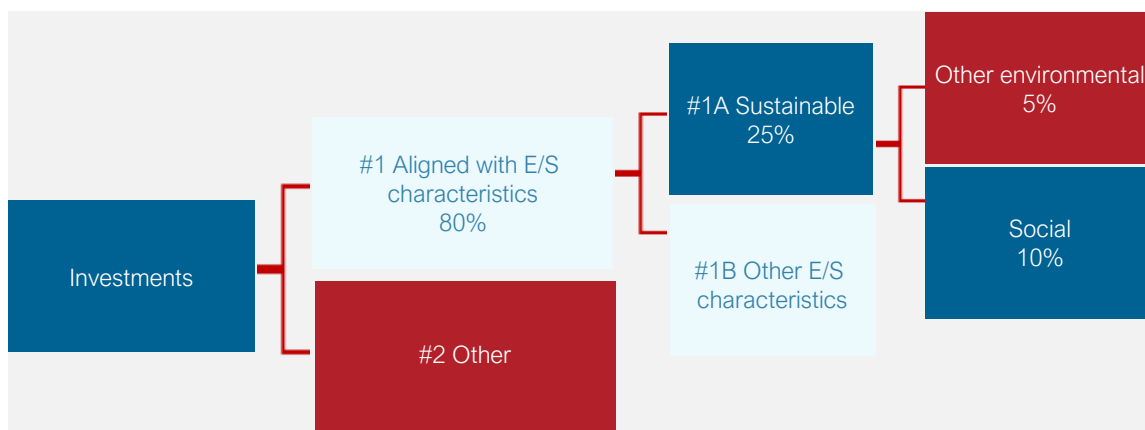 Investments
#1 Aligned with E/S
characteristics
80%
#2 Other
#1A Sustainable
25%
#1B Other E/S
characteristics
Other environmental
5%
Social
10%